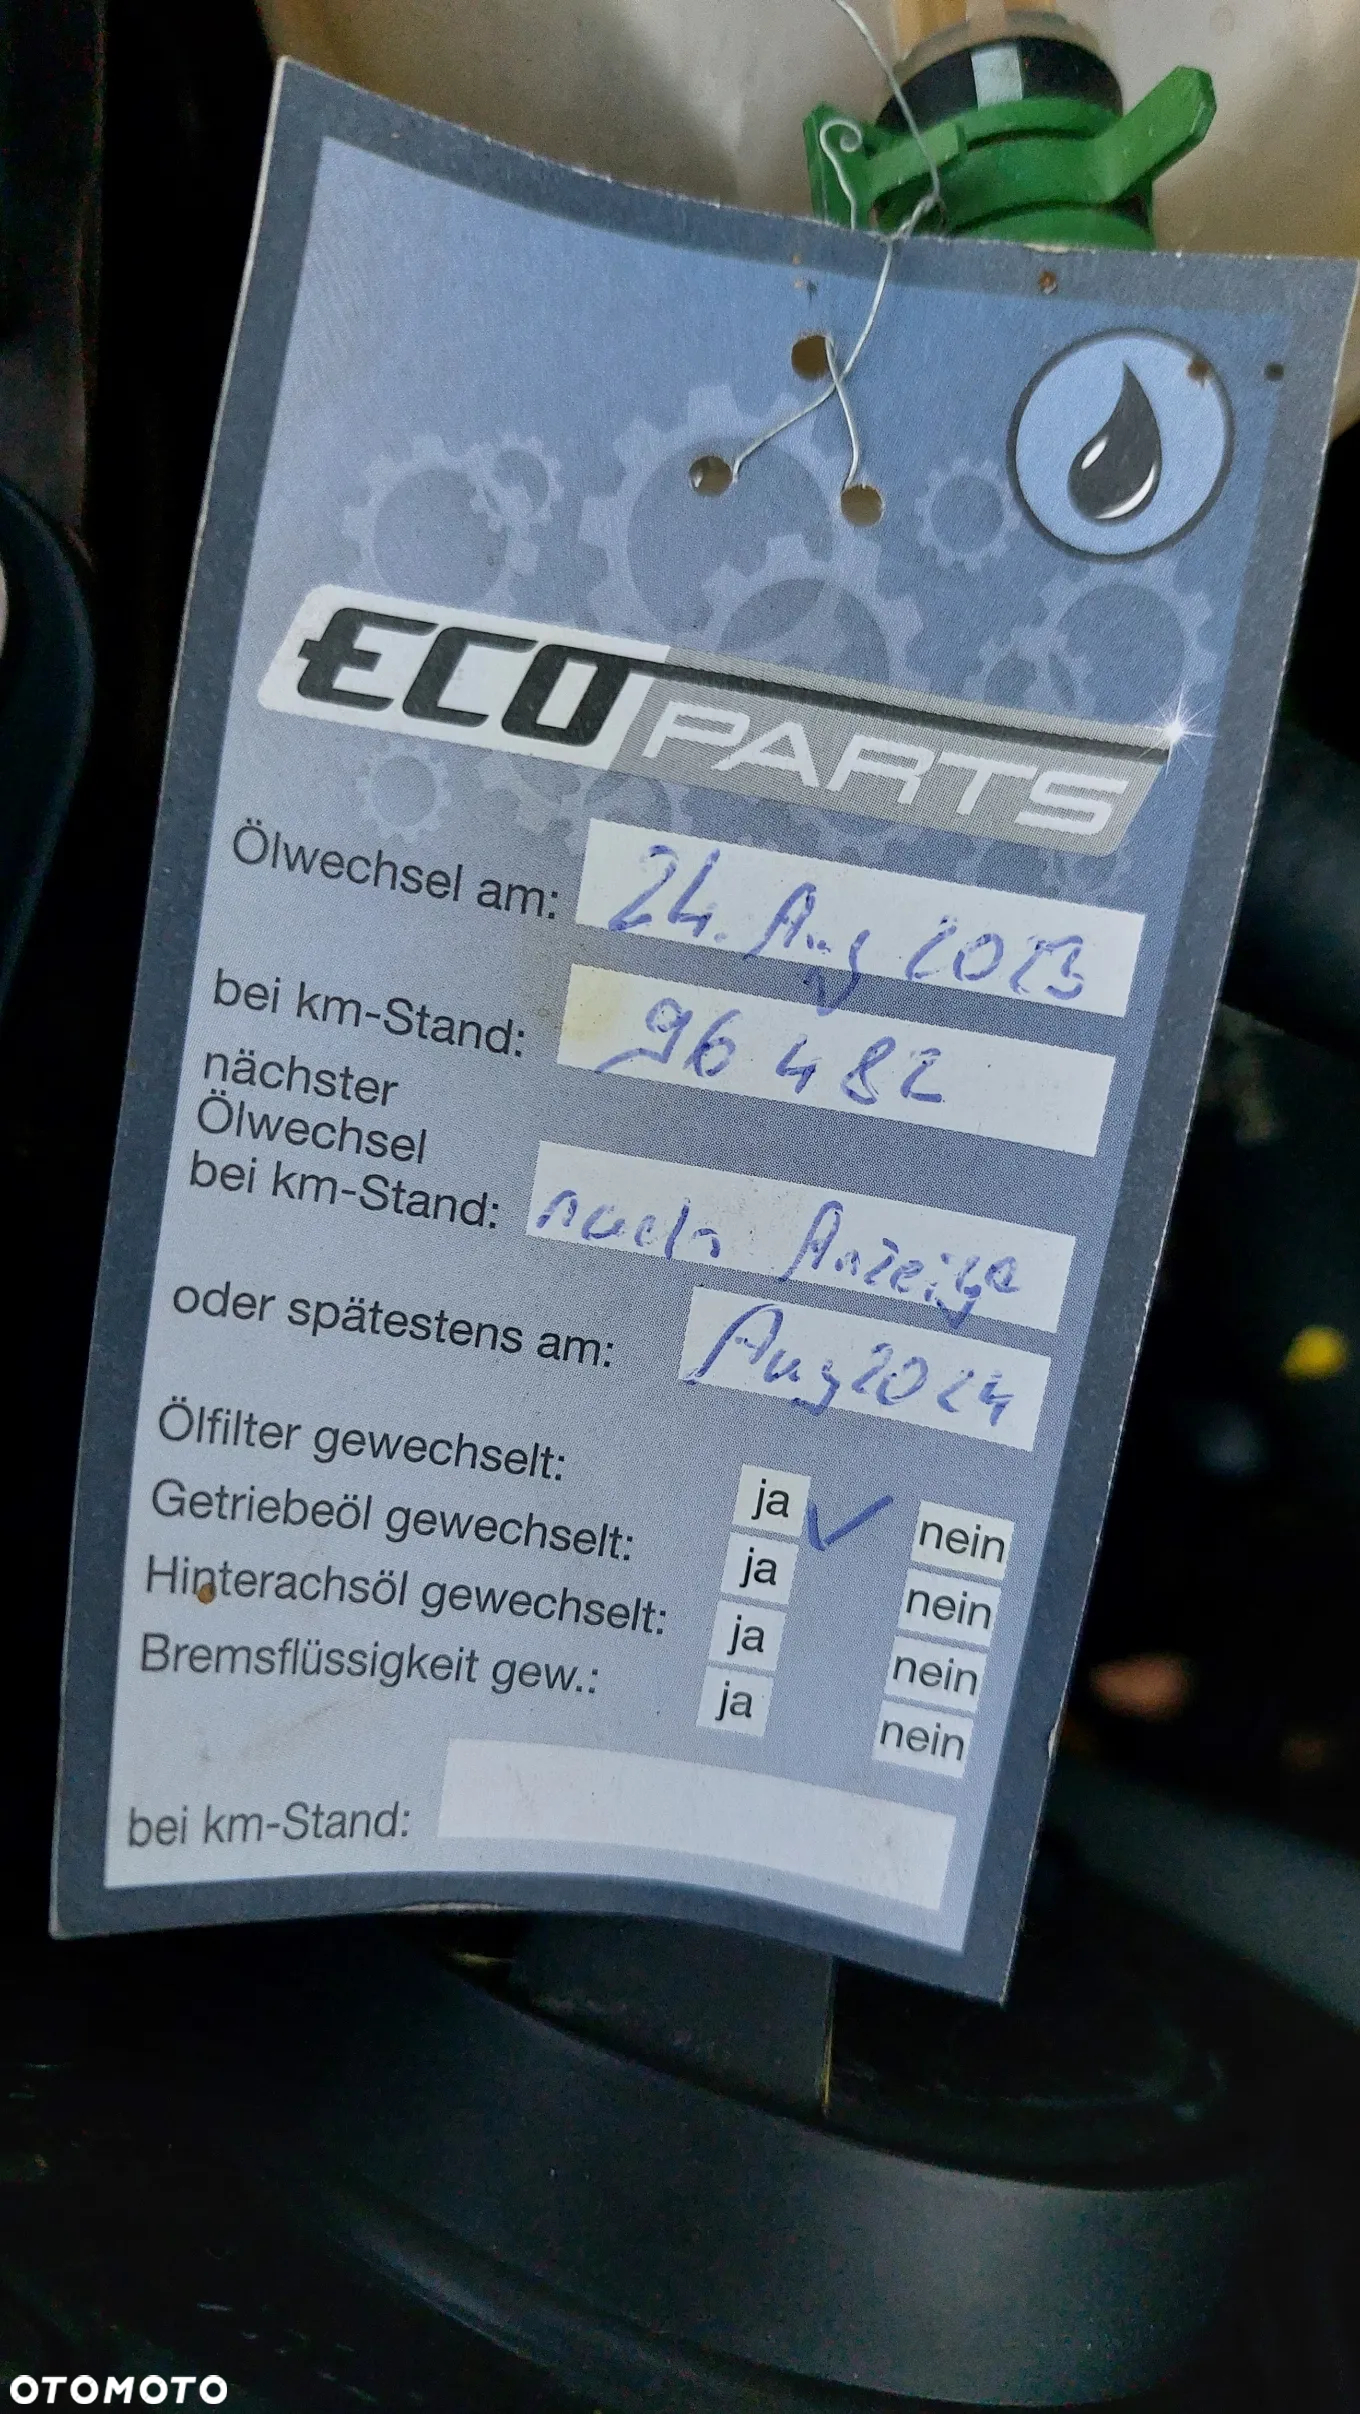 ECO PARTS
Ölwechsel am: 24. Aug 2023
bei km-Stand: 96 482
nächster
Ölwechsel
bei km-Stand: nach Anzeige
oder spätestens am: Aug 2024
Ölfilter gewechselt: ja ✓ nein
Getriebeöl gewechselt: ja nein
Hinterachsöl gewechselt: ja nein
Bremsflüssigkeit gew.: ja nein
bei km-Stand:
OTOMOTO